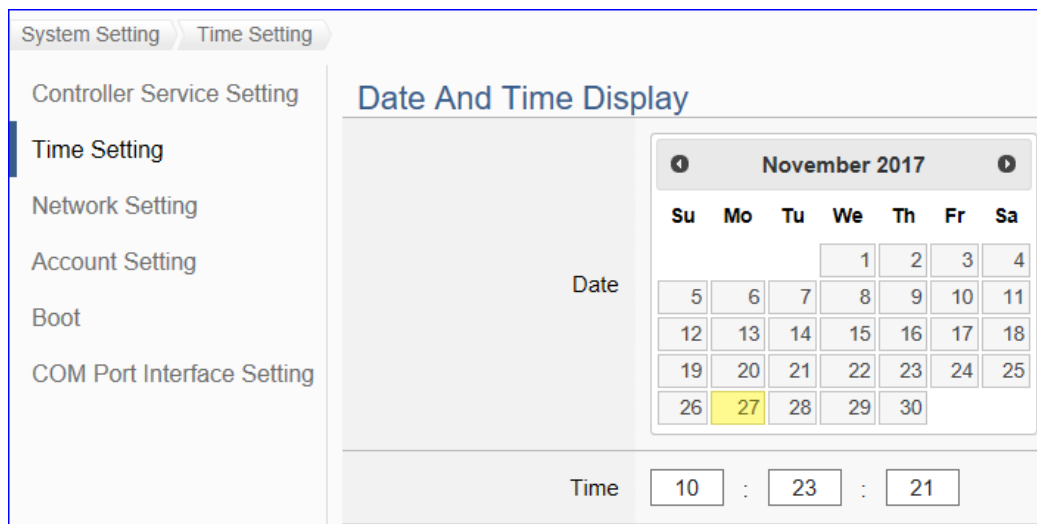 System Setting Time Setting
Controller Service Setting
Time Setting
Network Setting
Account Setting
Boot
COM Port Interface Setting
Date And Time Display
Date
November 2017
Su Mo Tu We Th Fr Sa
1 2 3 4
5 6 7 8 9 10 11
12 13 14 15 16 17 18
19 20 21 22 23 24 25
26 27 28 29 30
Time 10 : 23 : 21